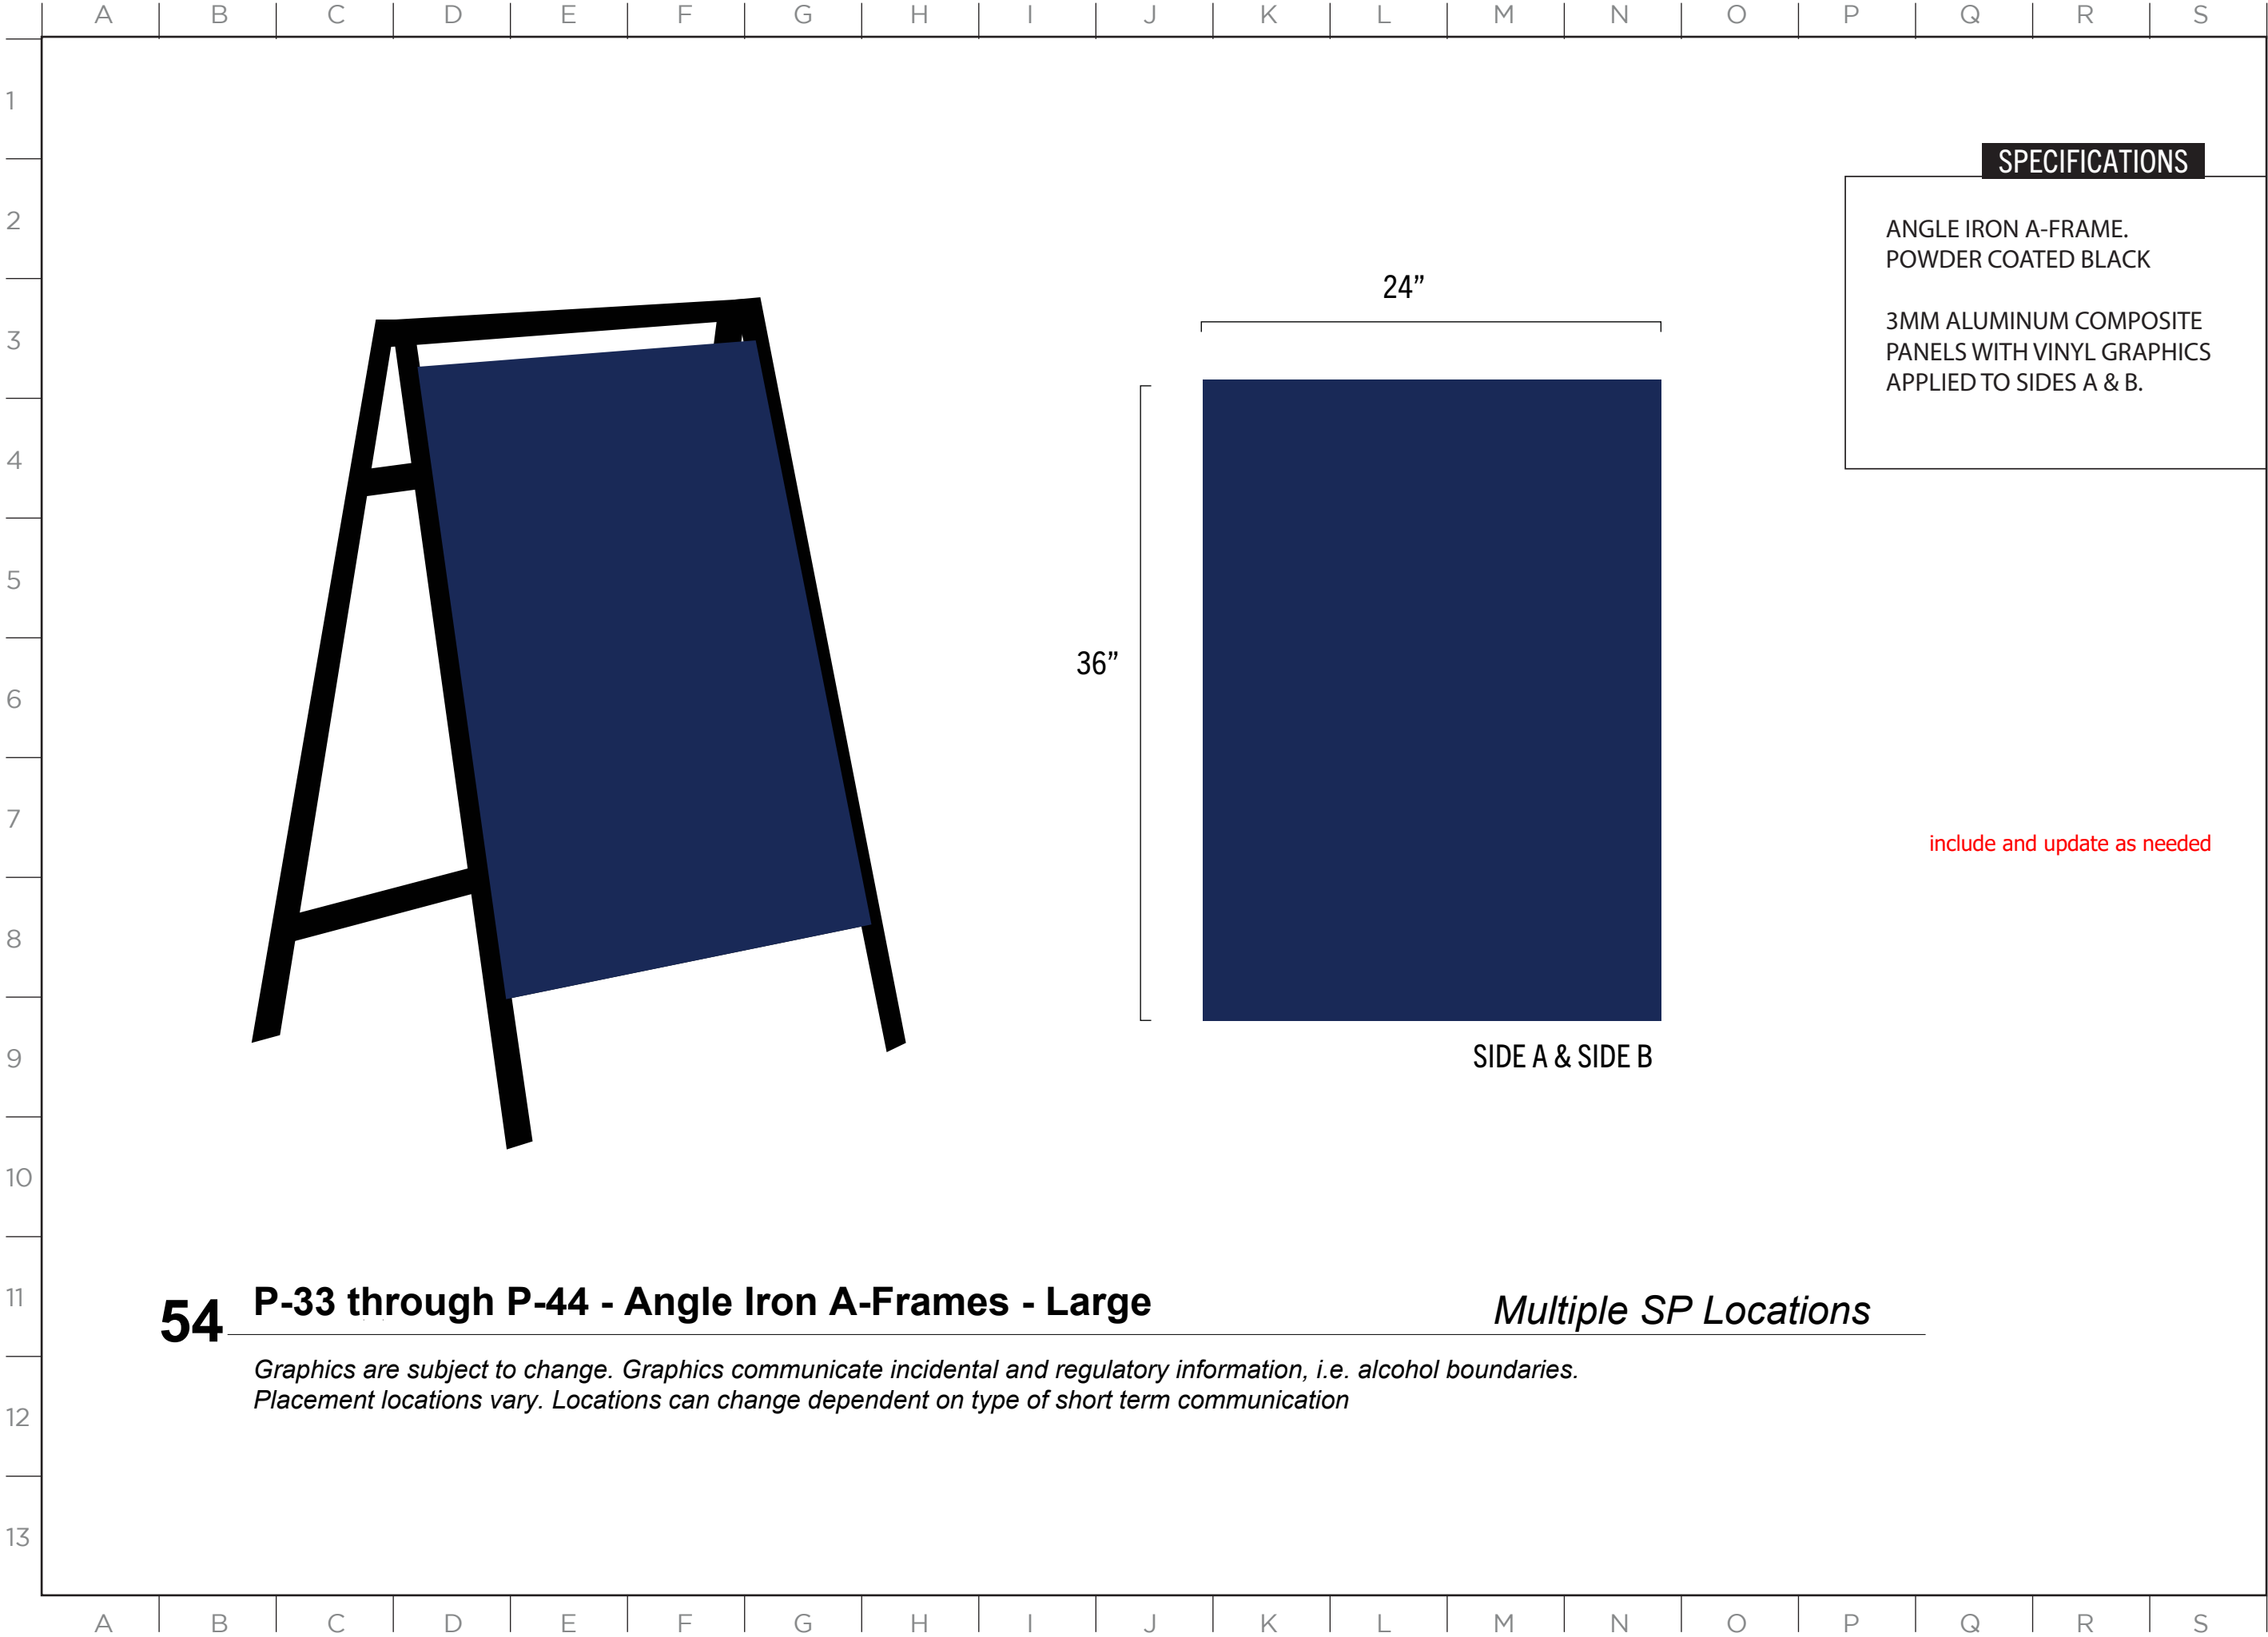 A B C D E F G H I J K L M N O P Q R S
1
2
3
4
5
6
7
8
9
10
11
12
13
SPECIFICATIONS
ANGLE IRON A-FRAME.
POWDER COATED BLACK
3MM ALUMINUM COMPOSITE
PANELS WITH VINYL GRAPHICS
APPLIED TO SIDES A & B.
24”
36”
include and update as needed
SIDE A & SIDE B
54 P-33 through P-44 - Angle Iron A-Frames - Large
Multiple SP Locations
Graphics are subject to change. Graphics communicate incidental and regulatory information, i.e. alcohol boundaries.
Placement locations vary. Locations can change dependent on type of short term communication
A B C D E F G H I J K L M N O P Q R S